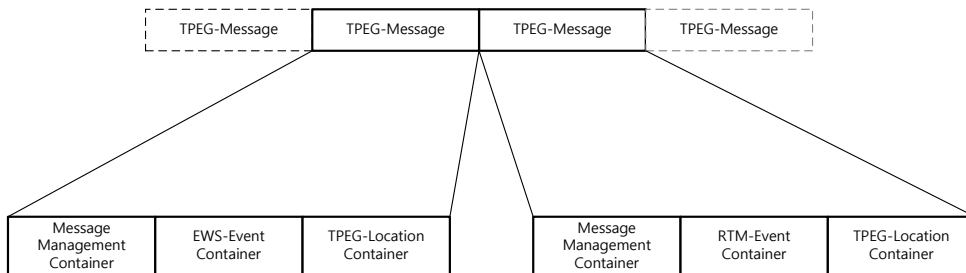 TPEG-Message TPEG-Message TPEG-Message TPEG-Message
Message
Management
Container
EWS-Event
Container
TPEG-Location
Container
Message
Management
Container
RTM-Event
Container
TPEG-Location
Container